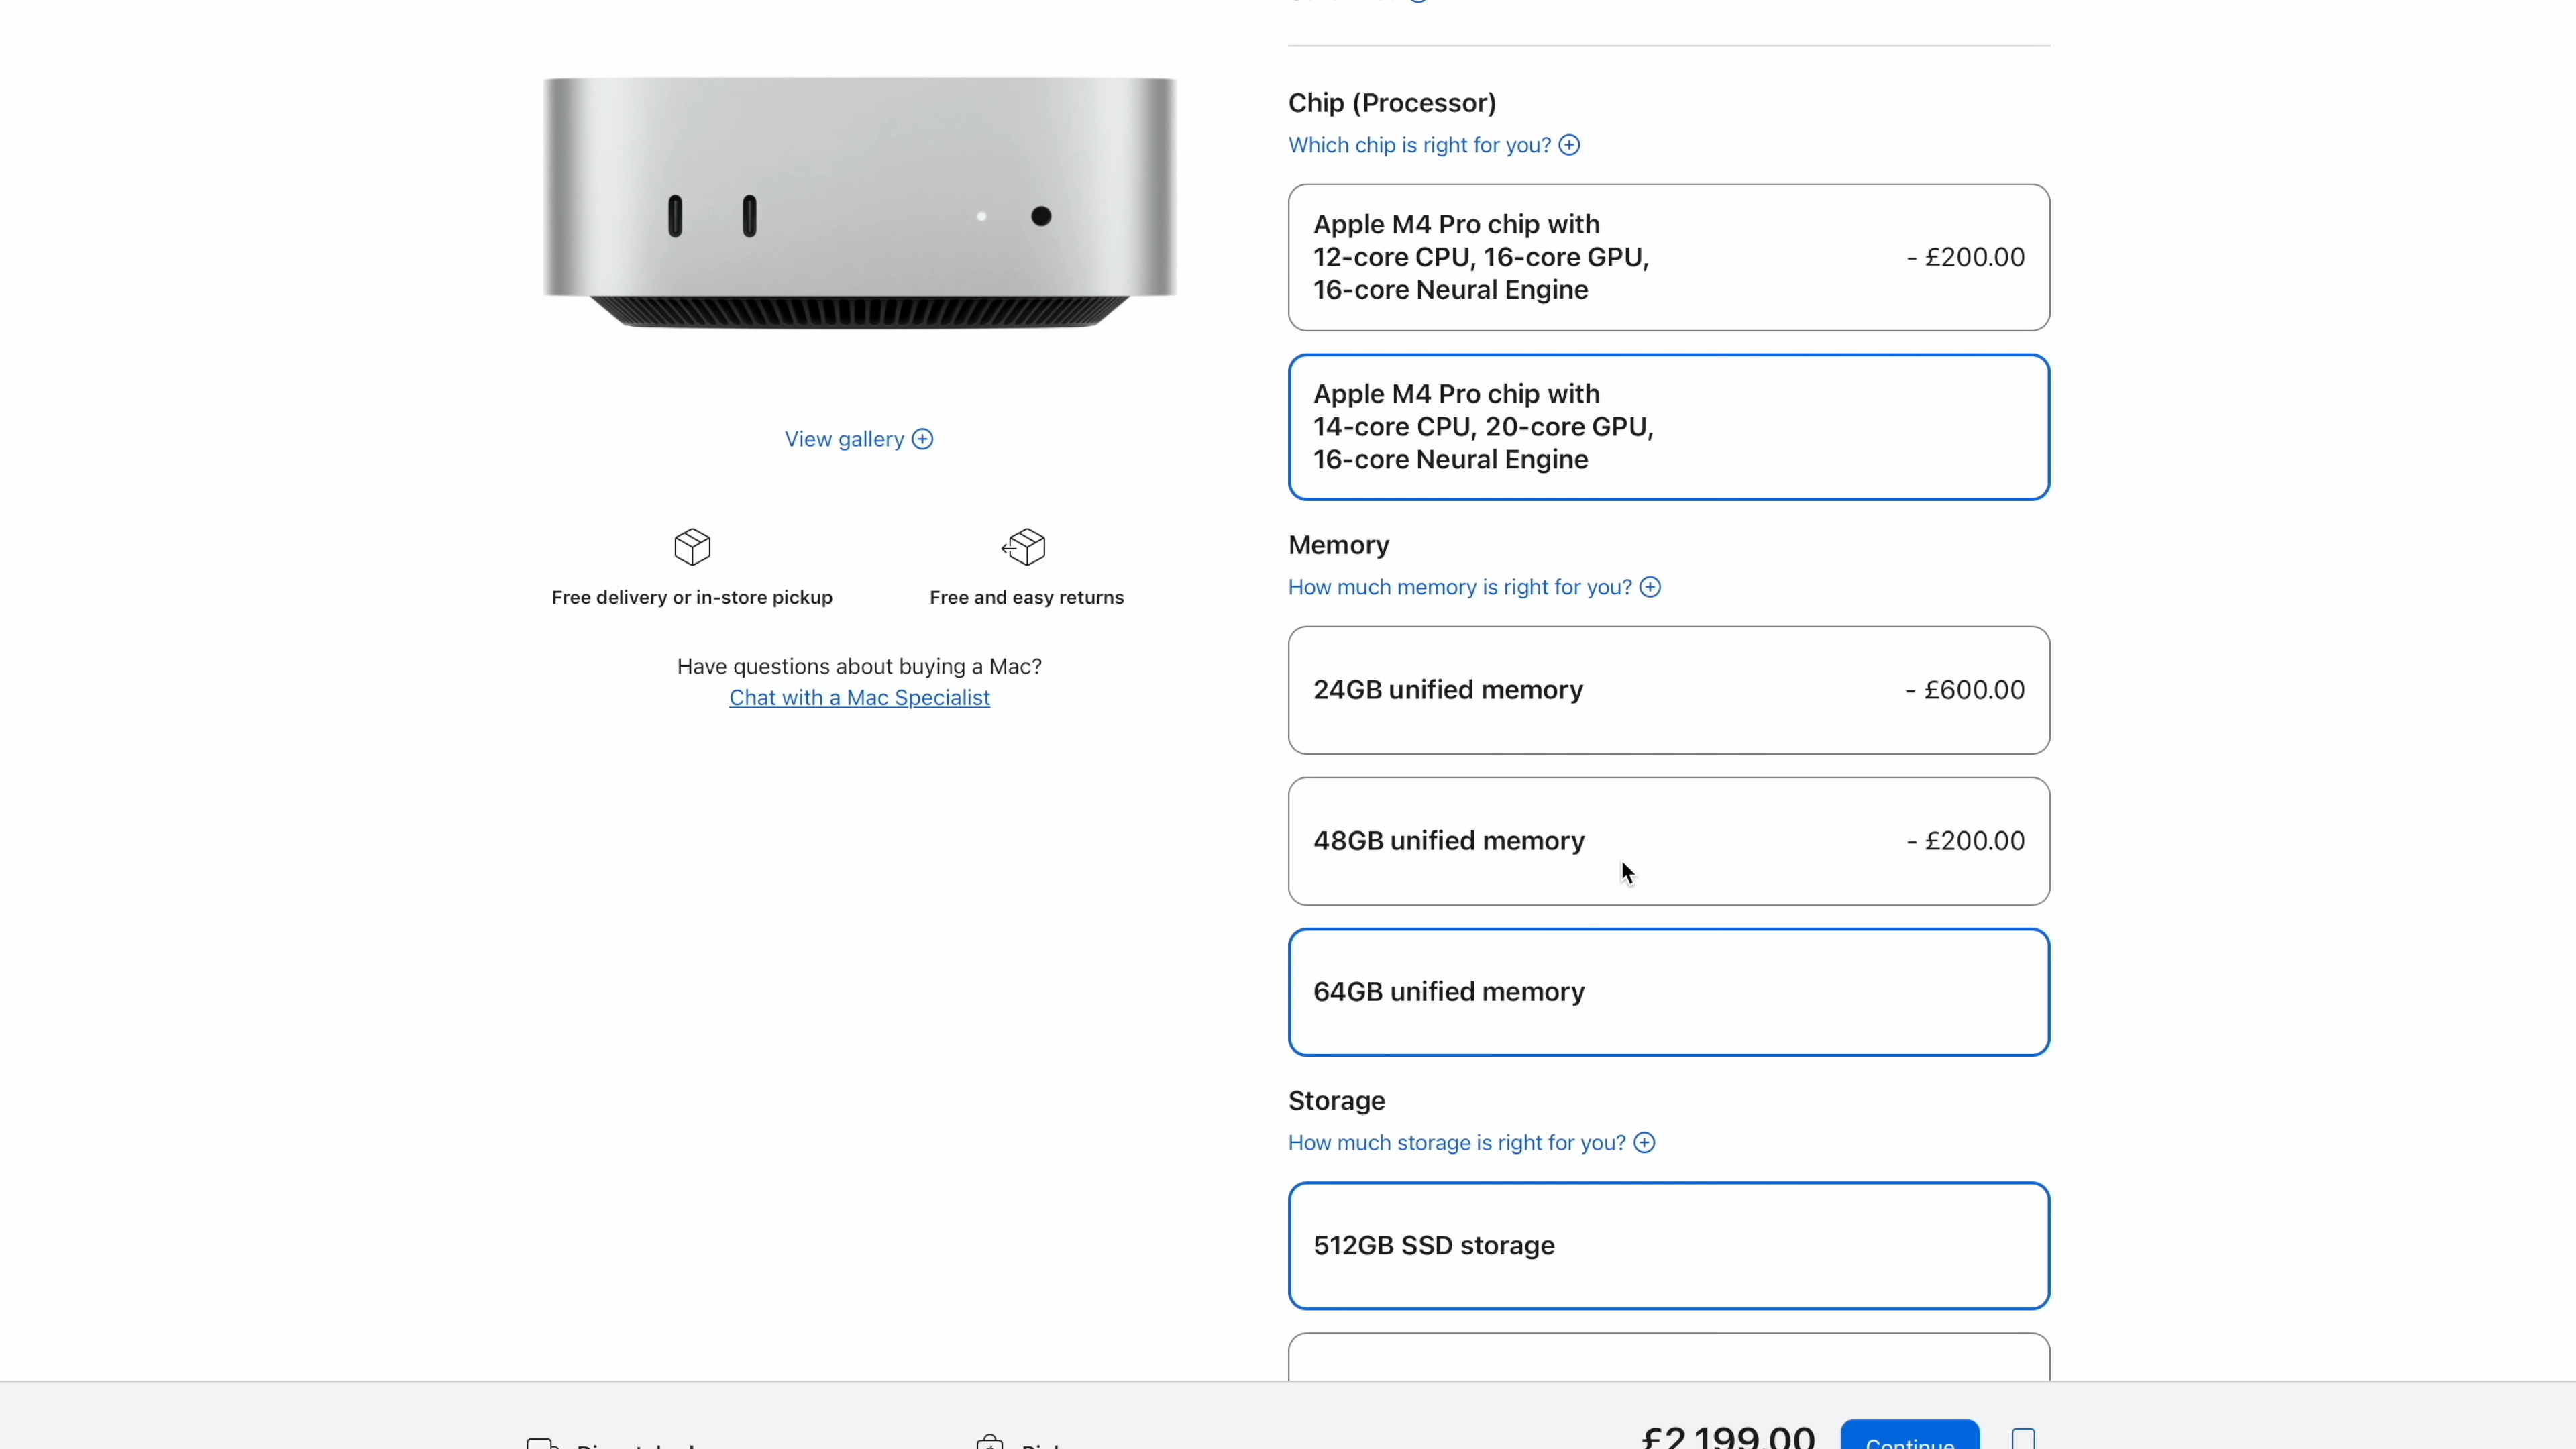 Chip (Processor)
Which chip is right for you?
Apple M4 Pro chip with
12-core CPU, 16-core GPU,
16-core Neural Engine
- £200.00
Apple M4 Pro chip with
14-core CPU, 20-core GPU,
16-core Neural Engine
View gallery
Free delivery or in-store pickup
Free and easy returns
Have questions about buying a Mac?
Chat with a Mac Specialist
Memory
How much memory is right for you?
24GB unified memory
- £600.00
48GB unified memory
- £200.00
64GB unified memory
Storage
How much storage is right for you?
512GB SSD storage
£2,199.00
Continue